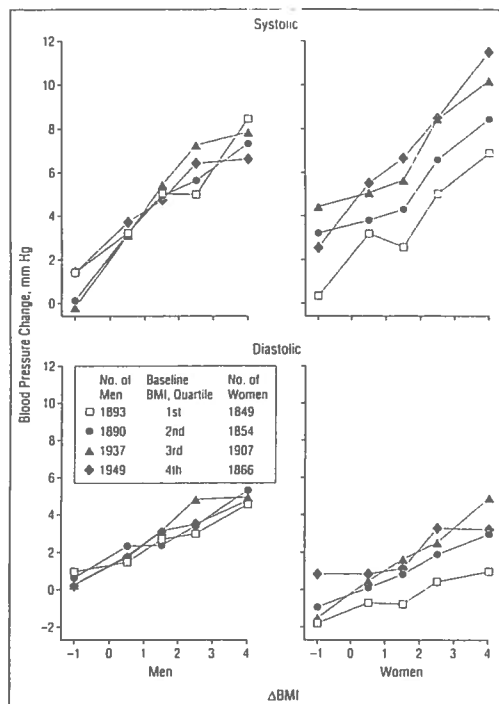 Systolic
12
10
8
6
4
2
0
Blood Pressure Change, mm Hg
Diastolic
12
10
8
6
4
2
0
−2
No. of Baseline No. of
Men BMI, Quartile Women
1893 1st 1849
1890 2nd 1854
1937 3rd 1907
1949 4th 1866
−1 0 1 2 3 4
Men
−1 0 1 2 3 4
Women
ΔBMI